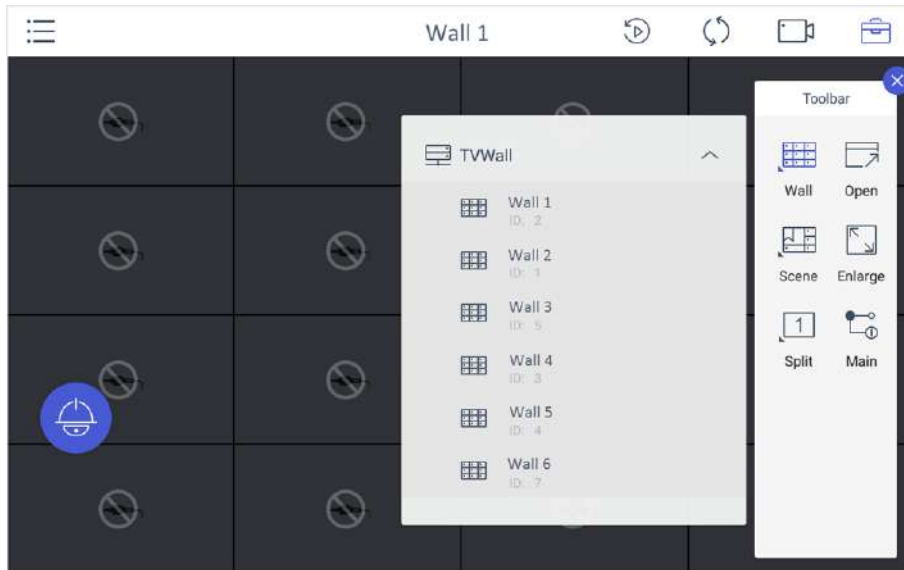 Wall 1
Toolbar
TVWall
Wall 1
ID: 2
Wall 2
ID: 1
Wall 3
ID: 5
Wall 4
ID: 3
Wall 5
ID: 4
Wall 6
ID: 7
Wall
Open
Scene
Enlarge
1
Split
Main